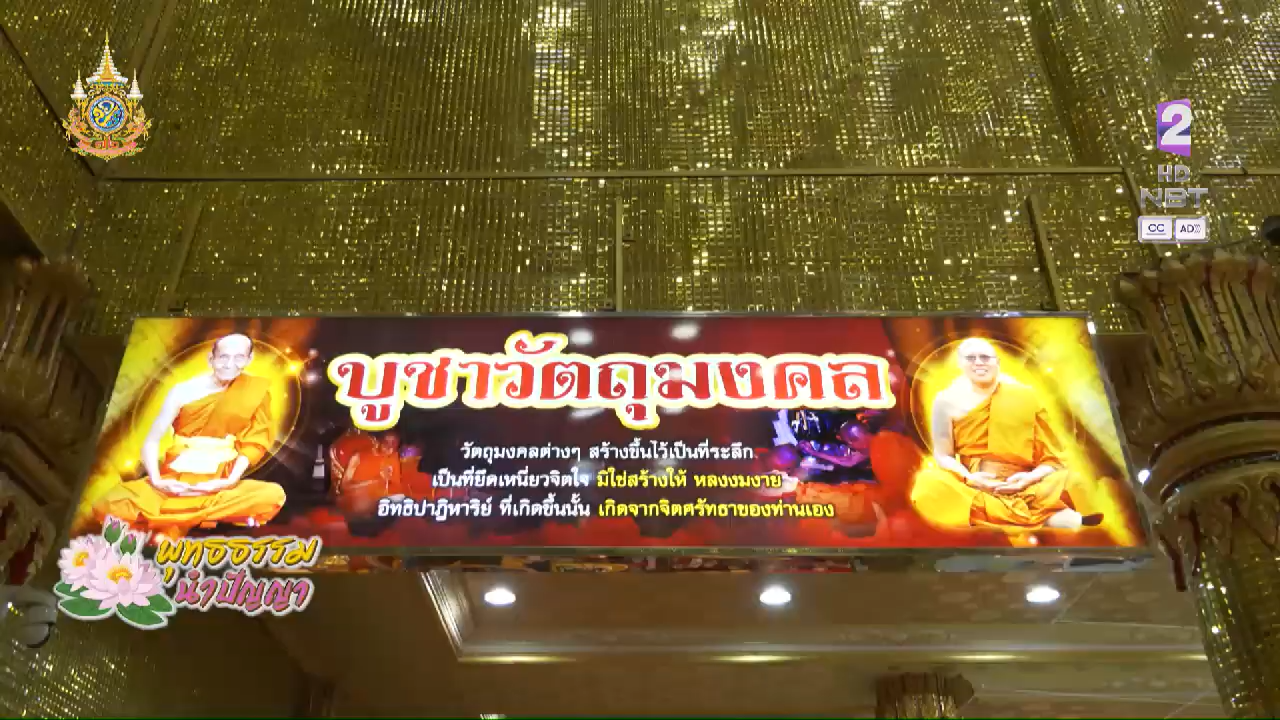 2
HD
NBT
CC AD
บูชาวัตถุมงคล
วัตถุมงคลต่างๆ สร้างขึ้นไว้เป็นที่ระลึก
เป็นที่ยึดเหนี่ยวจิตใจ มิใช่สร้างให้ หลงงมงาย
อิทธิปาฏิหาริย์ ที่เกิดขึ้นนั้น เกิดจากจิตศรัทธาของท่านเอง
พุทธธรรม
นำปัญญา